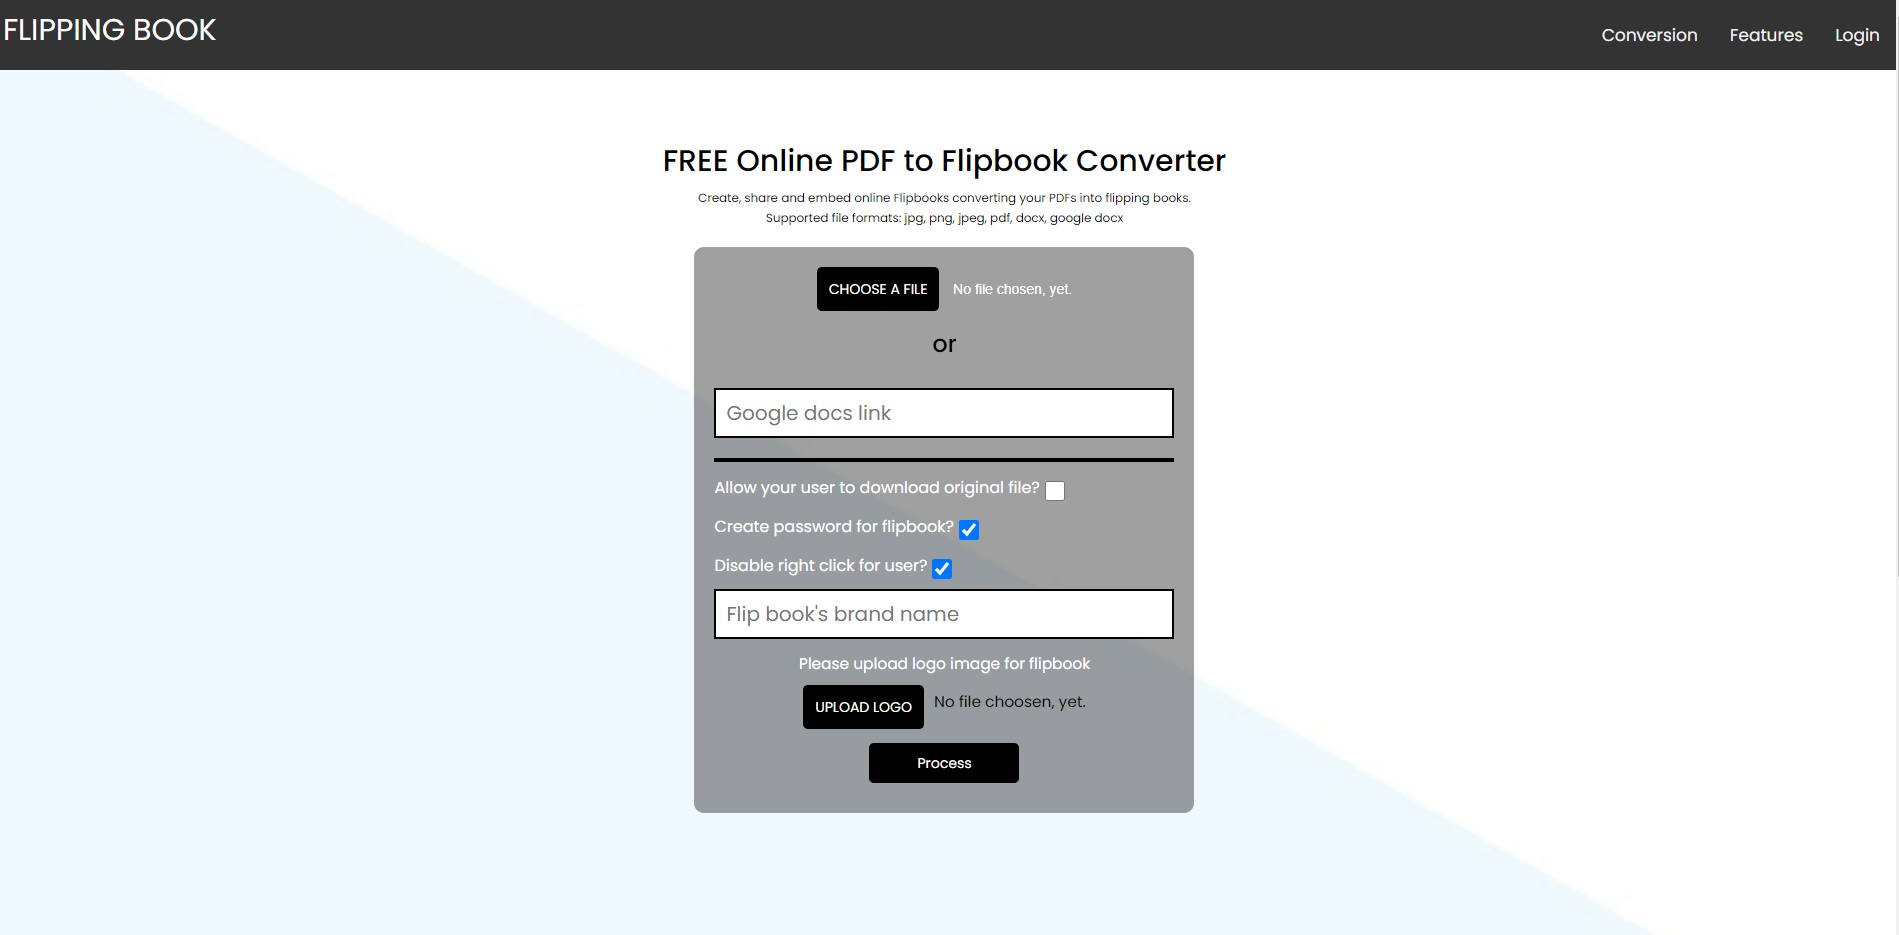 FLIPPING BOOK
Conversion Features Login
FREE Online PDF to Flipbook Converter
Create, share and embed online Flipbooks converting your PDFs into flipping books.
Supported file formats: jpg, png, jpeg, pdf, docx, google docx
CHOOSE A FILE No file chosen, yet.
or
Google docs link
Allow your user to download original file?
Create password for flipbook?
Disable right click for user?
Flip book's brand name
Please upload logo image for flipbook
UPLOAD LOGO No file choosen, yet.
Process